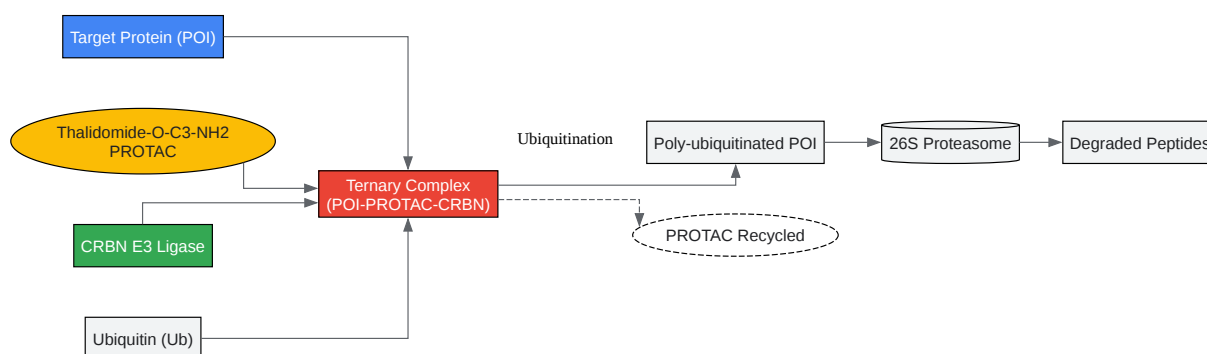 Target Protein (POI)
Thalidomide-O-C3-NH2
PROTAC
CRBN E3 Ligase
Ubiquitin (Ub)
Ternary Complex
(POI-PROTAC-CRBN)
Ubiquitination
Poly-ubiquitinated POI
PROTAC Recycled
26S Proteasome
Degraded Peptides